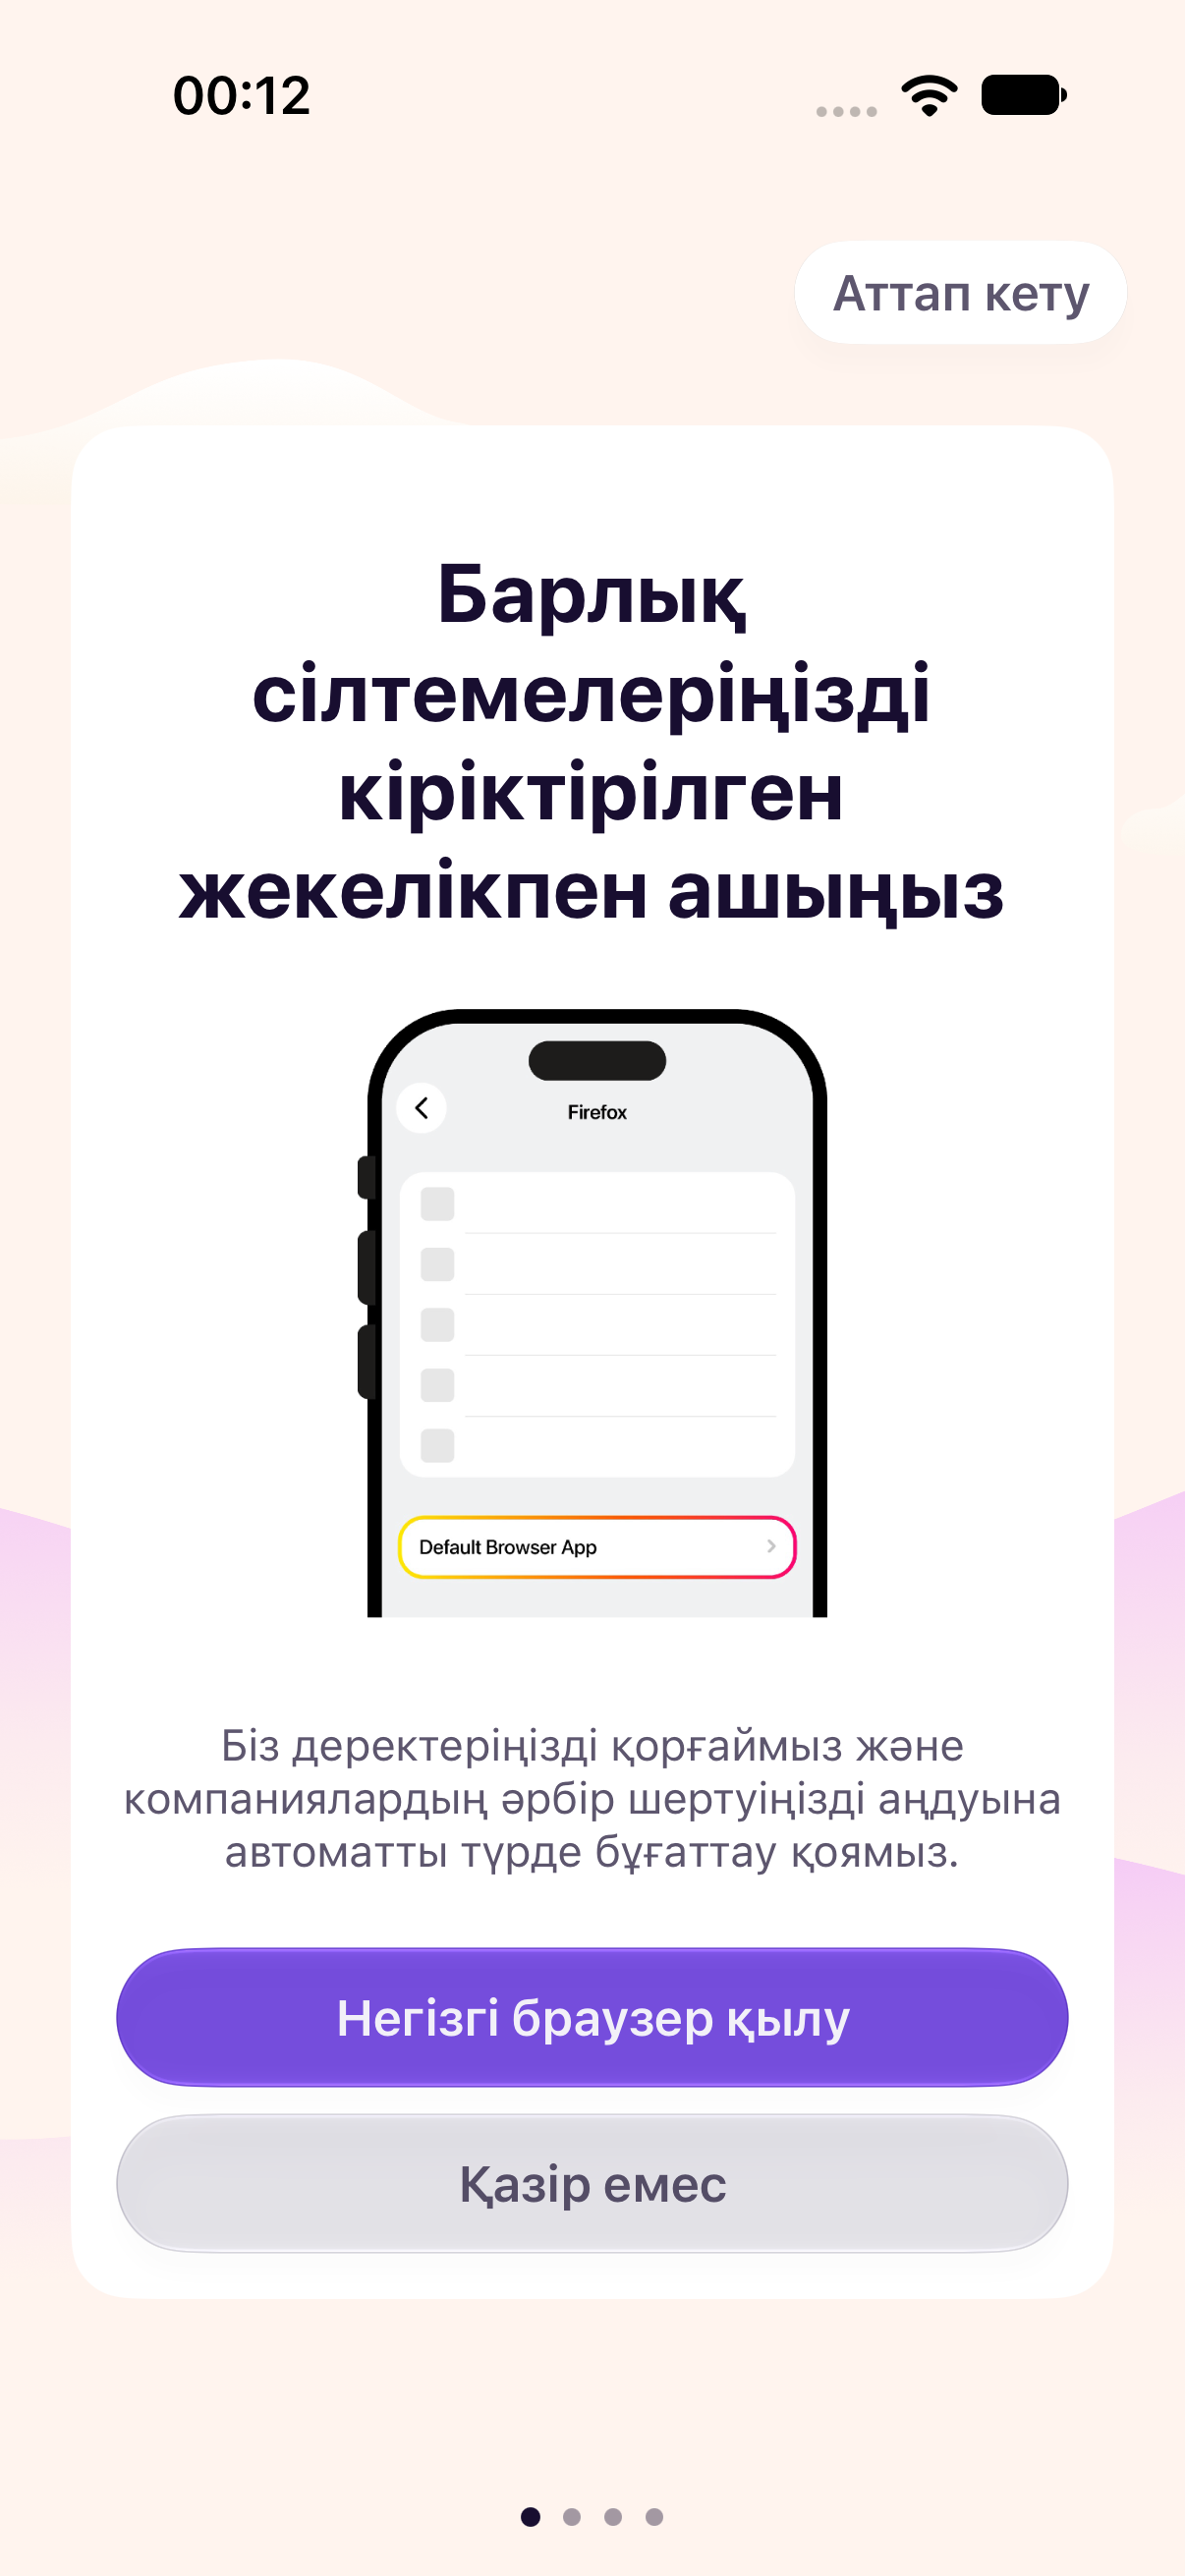 00:12
Аттап кету
Барлық
сілтемелеріңізді
кіріктірілген
жекелікпен ашыңыз
Firefox
Default Browser App
Біз деректеріңізді қорғаймыз және
компаниялардың әрбір шертуіңізді аңдуына
автоматты түрде бұғаттау қоямыз.
Негізгі браузер қылу
Қазір емес